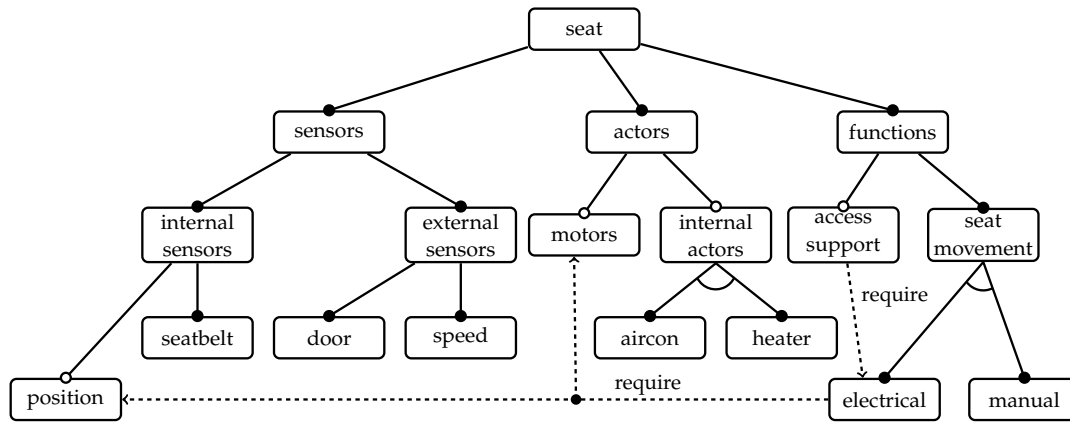 seat
sensors
actors
functions
internal
sensors
external
sensors
motors
internal
actors
access
support
seat
movement
require
seatbelt
door
speed
aircon
heater
require
position
electrical
manual